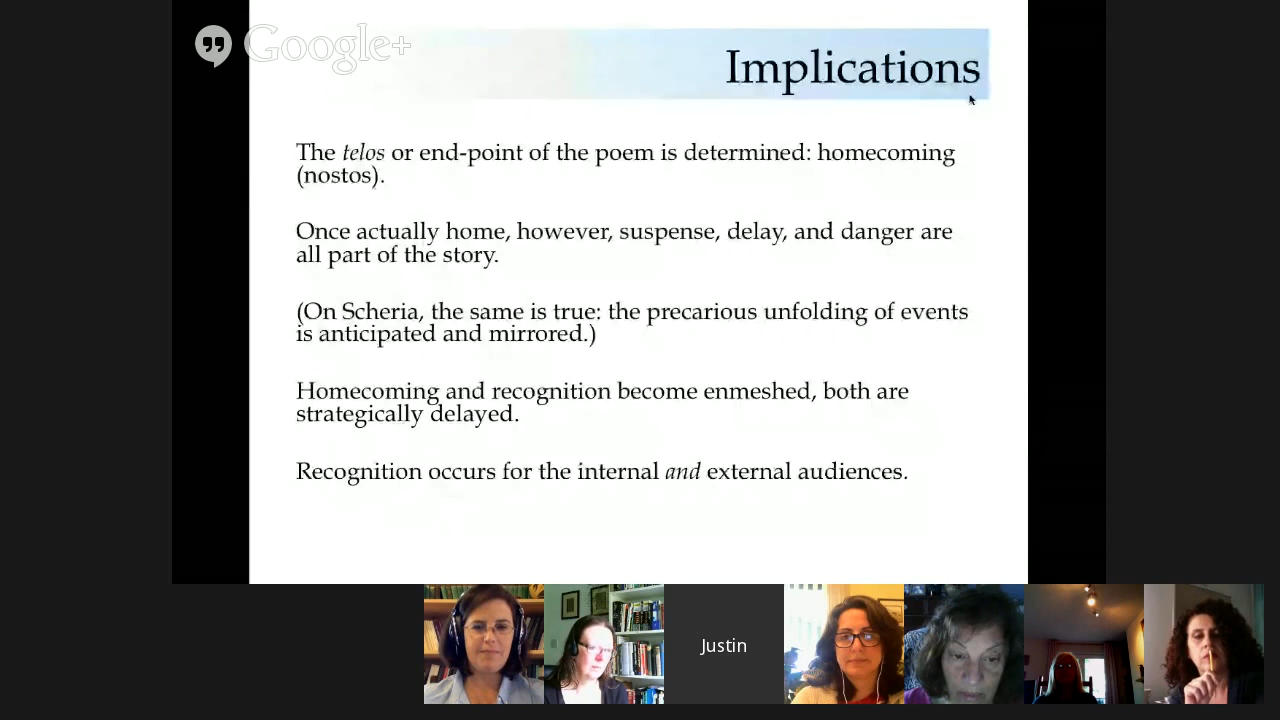 Google+
Implications
The telos or end-point of the poem is determined: homecoming
(nostos).
Once actually home, however, suspense, delay, and danger are
all part of the story.
(On Scheria, the same is true: the precarious unfolding of events
is anticipated and mirrored.)
Homecoming and recognition become enmeshed, both are
strategically delayed.
Recognition occurs for the internal and external audiences.
Justin